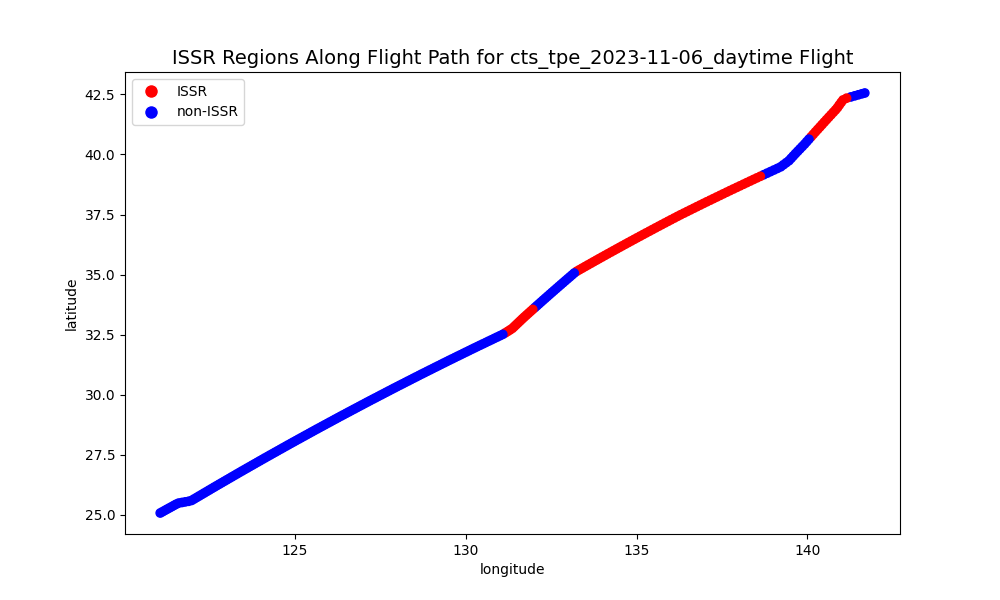 ISSR Regions Along Flight Path for cts_tpe_2023-11-06_daytime Flight
ISSR
non-ISSR
42.5
40.0
37.5
35.0
32.5
30.0
27.5
25.0
latitude
125
130
135
140
longitude